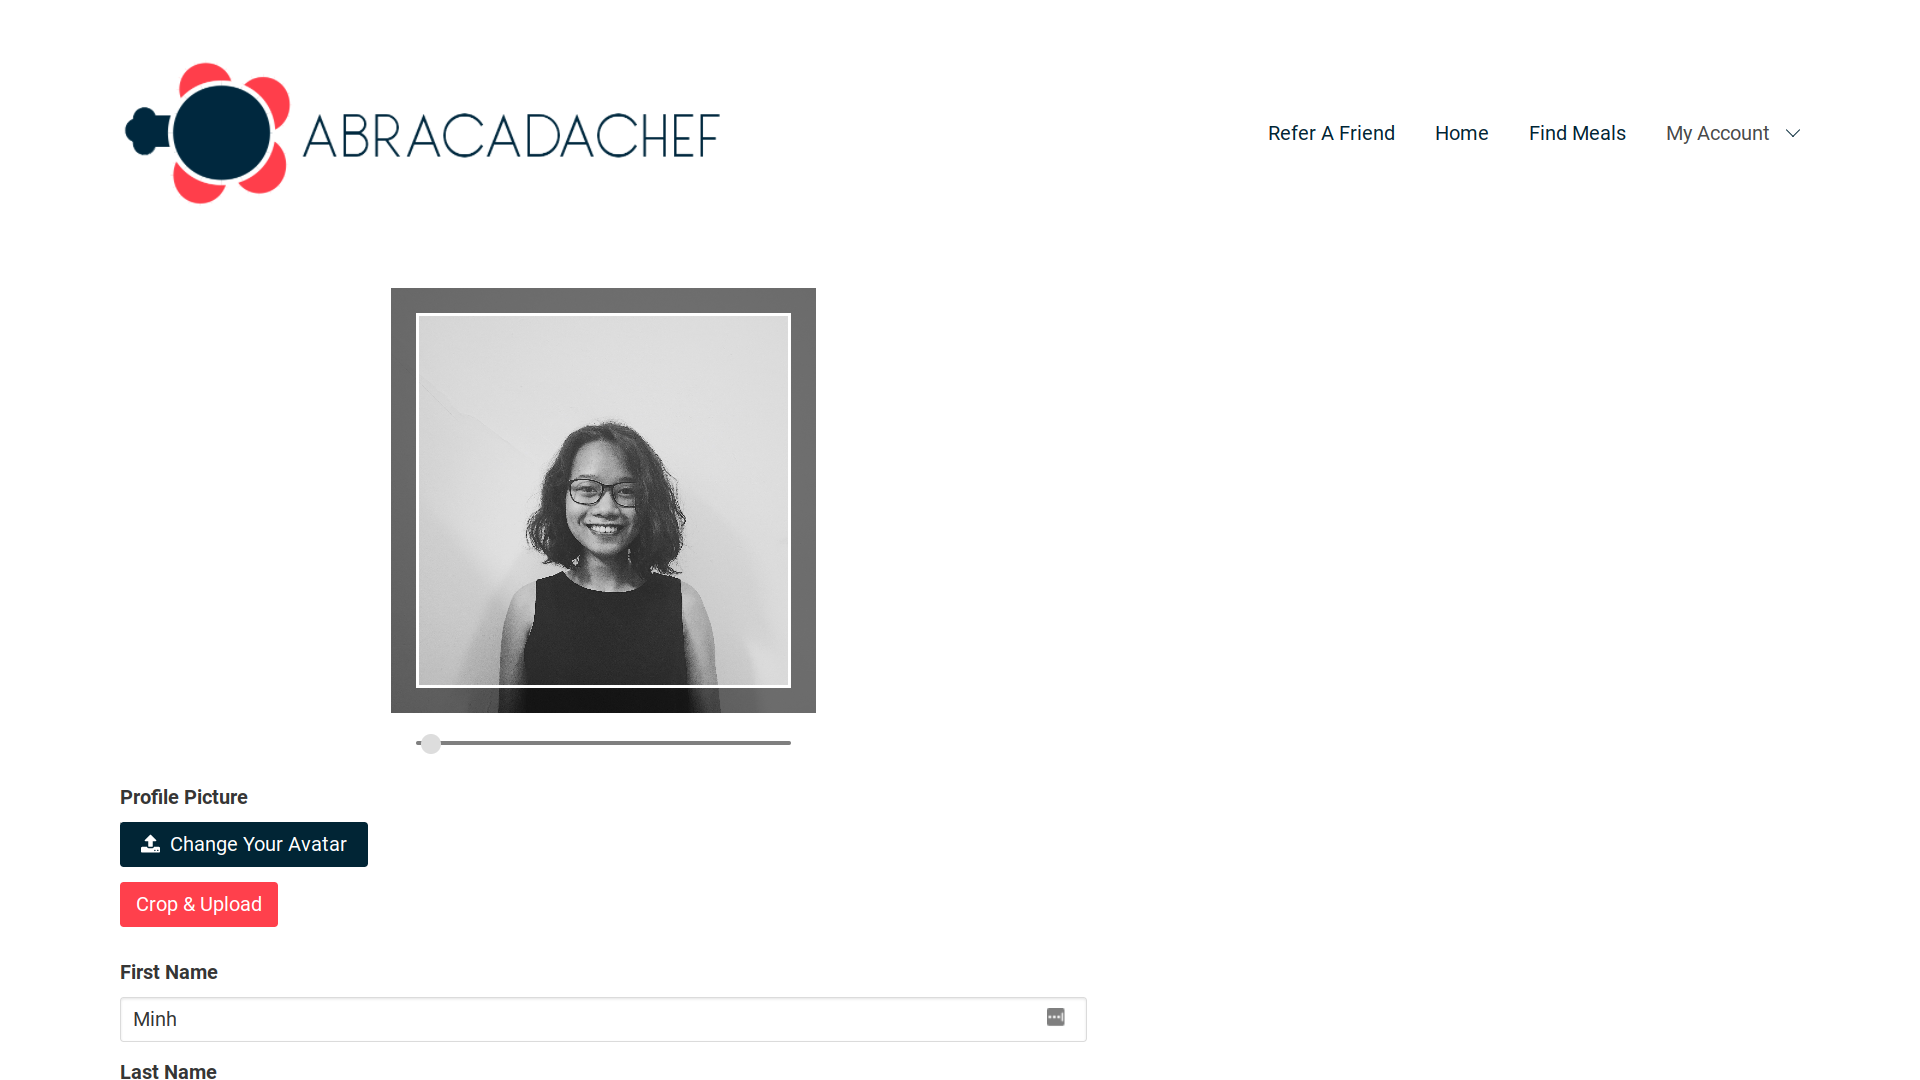 ABRACADACHEF
Refer A Friend
Home
Find Meals
My Account
Profile Picture
Change Your Avatar
Crop & Upload
First Name
Minh
Last Name